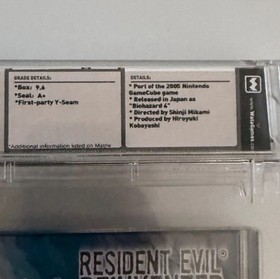 GRADE DETAILS:
*Box: 9.6
*Seal: A+
*First-party Y-Seam
*Additional information listed on
DETAILS:
* Part of the 2005 Nintendo
GameCube game
* Released in Japan as
"Biohazard 4"
* Directed by Shinji Mikami
* Produced by Hiroyuki
Kobayashi
W
RESIDENT EVIL